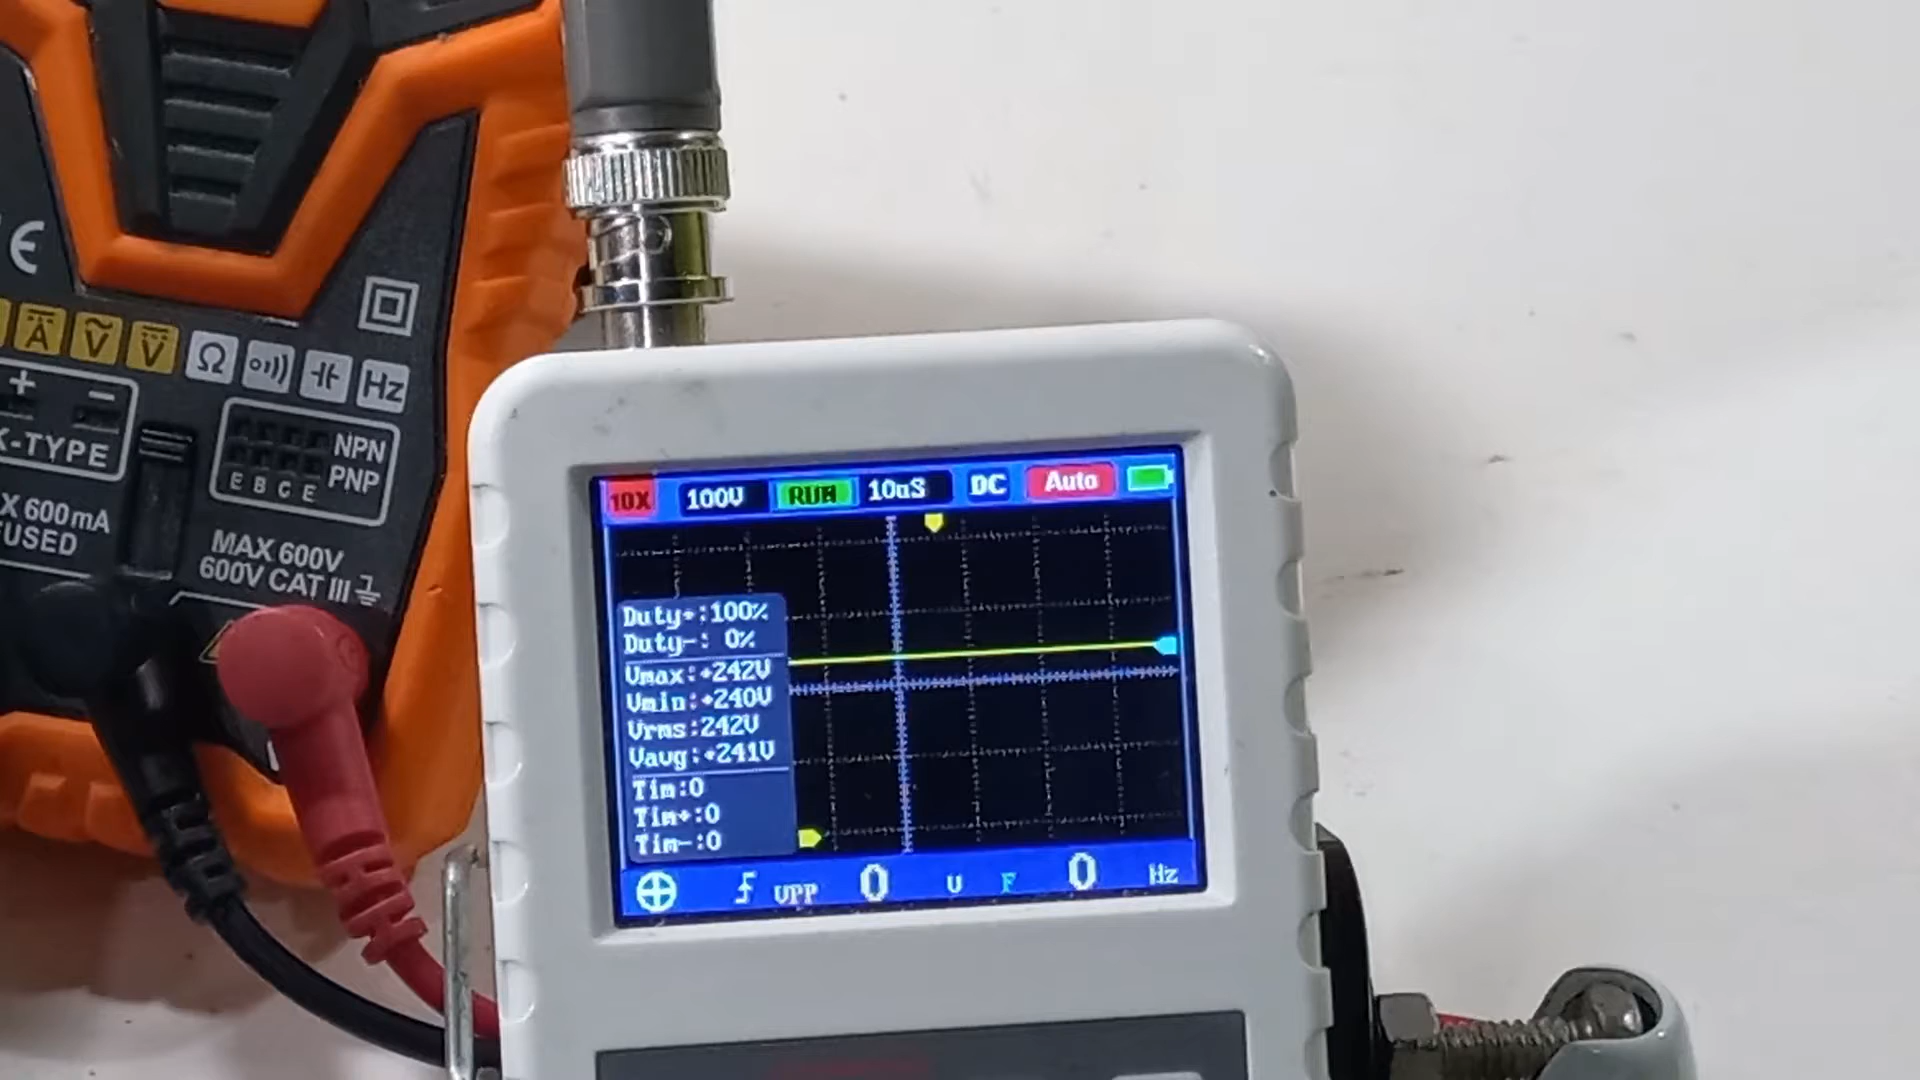 CE
A V V Ω Hz
+ −
K-TYPE
NPN
PNP
E B C E
X 600mA
FUSED
MAX 600V
600V CAT III
10X 100V RUN 10uS DC Auto
Duty+:100%
Duty-: 0%
Vmax:+242V
Vmin:+240V
Vrms:242V
Vavg:+241V
Tim:0
Tim+:0
Tim-:0
VPP 0 V F 0 Hz